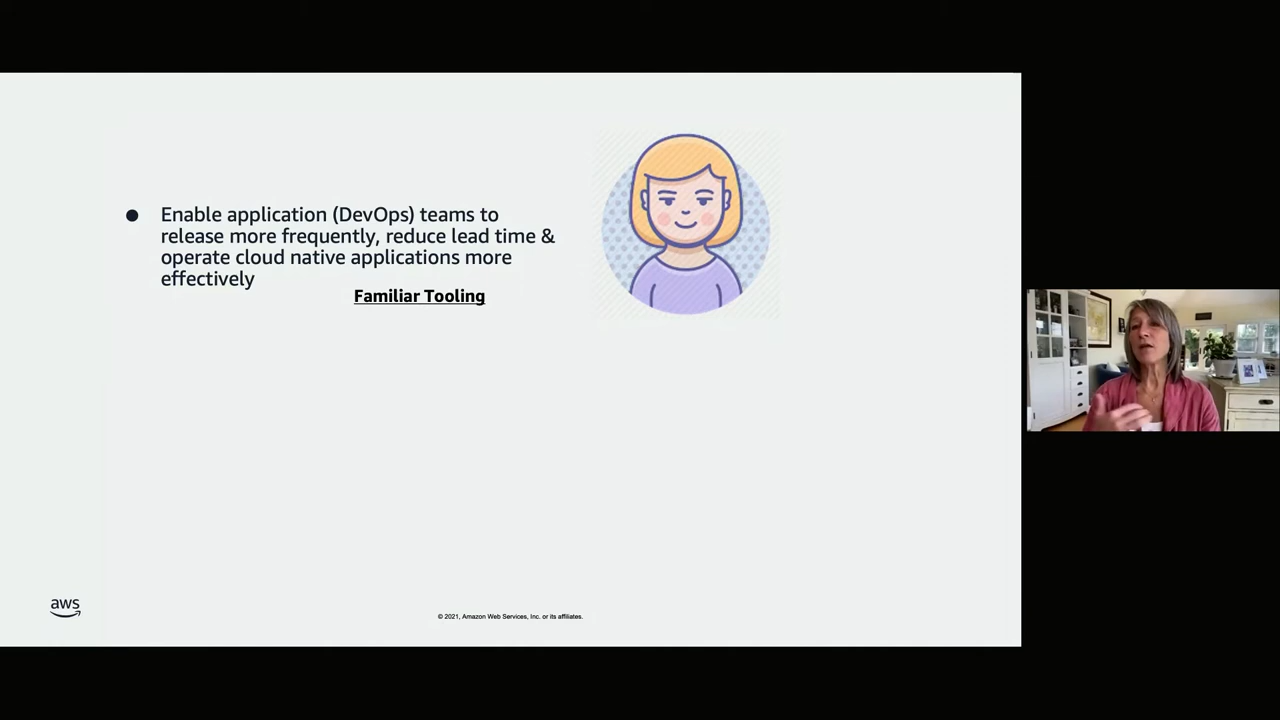 Enable application (DevOps) teams to
release more frequently, reduce lead time &
operate cloud native applications more
effectively
Familiar Tooling
aws
© 2021, Amazon Web Services, Inc. or its affiliates.